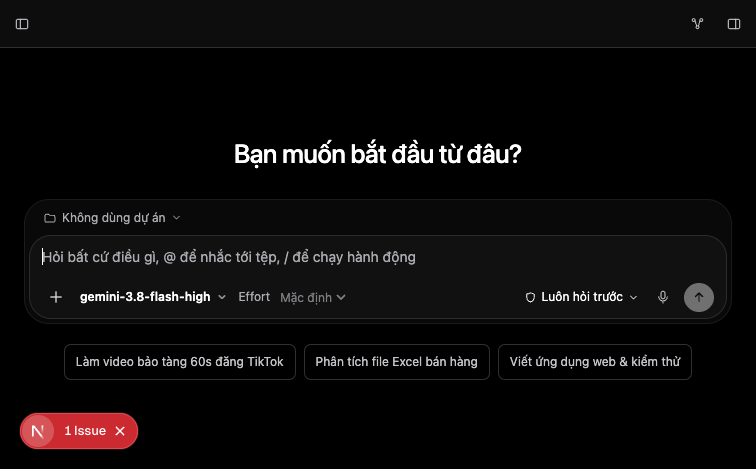 Bạn muốn bắt đầu từ đâu?
Không dùng dự án
Hỏi bất cứ điều gì, @ để nhắc tới tệp, / để chạy hành động
gemini-3.8-flash-high Effort Mặc định Luôn hỏi trước
Làm video bảo tàng 60s đăng TikTok Phân tích file Excel bán hàng Viết ứng dụng web & kiểm thử
N 1 Issue